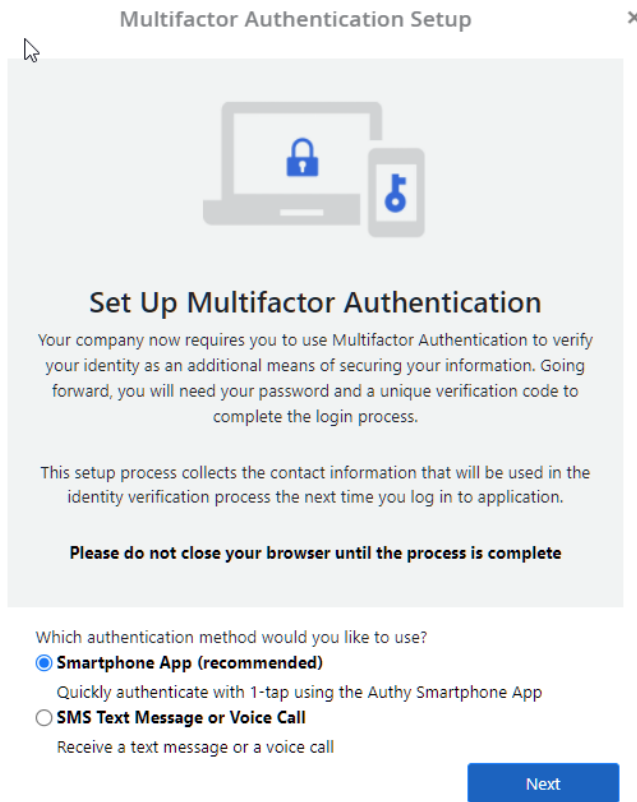 Multifactor Authentication Setup
Set Up Multifactor Authentication
Your company now requires you to use Multifactor Authentication to verify
your identity as an additional means of securing your information. Going
forward, you will need your password and a unique verification code to
complete the login process.
This setup process collects the contact information that will be used in the
identity verification process the next time you log in to application.
Please do not close your browser until the process is complete
Which authentication method would you like to use?
Smartphone App (recommended)
Quickly authenticate with 1-tap using the Authy Smartphone App
SMS Text Message or Voice Call
Receive a text message or a voice call
Next